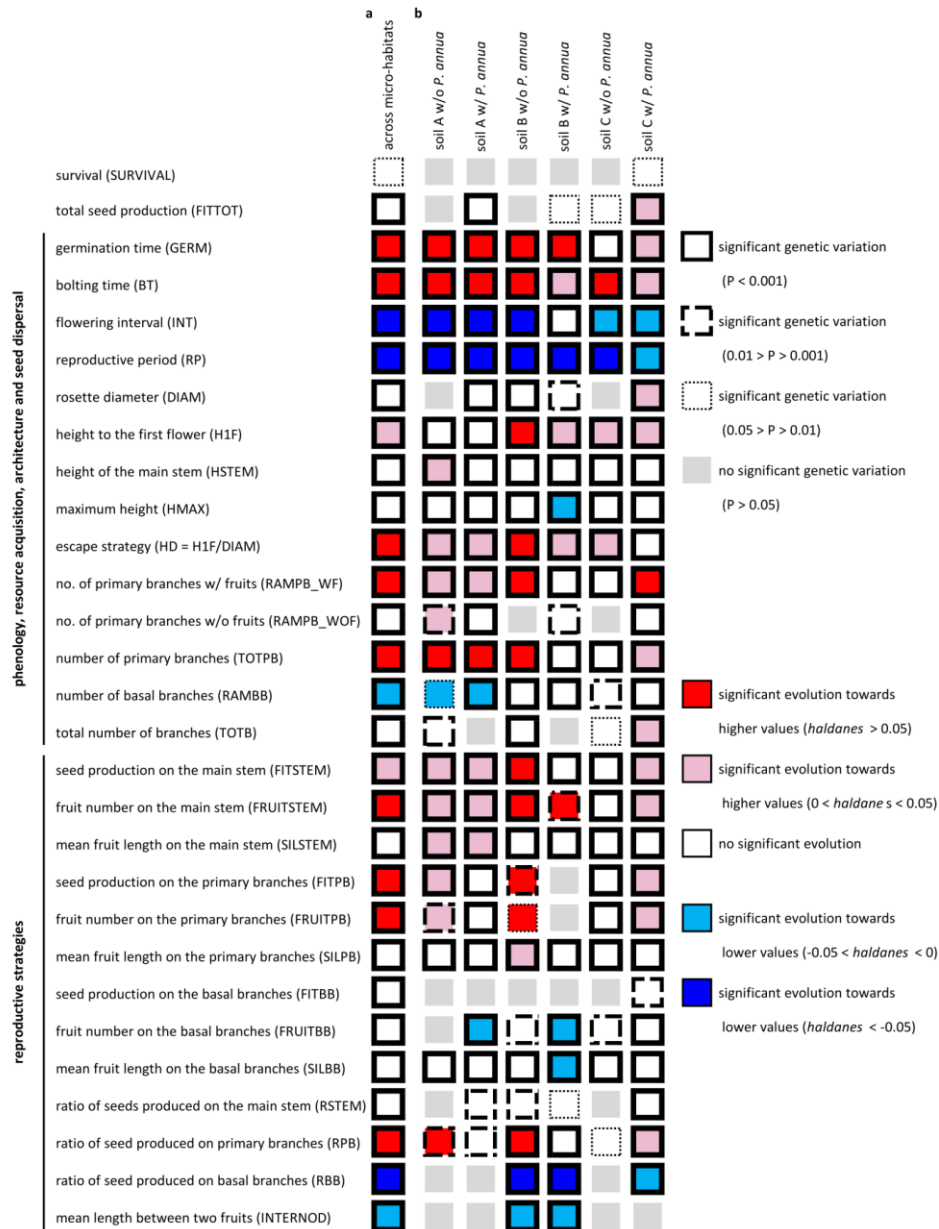 a b
across micro-habitats
soil A w/o P. annua
soil A w/ P. annua
soil B w/o P. annua
soil B w/ P. annua
soil C w/o P. annua
soil C w/ P. annua
survival (SURVIVAL)
total seed production (FITTOT)
phenology, resource acquisition, architecture and seed dispersal
germination time (GERM)
bolting time (BT)
flowering interval (INT)
reproductive period (RP)
rosette diameter (DIAM)
height to the first flower (H1F)
height of the main stem (HSTEM)
maximum height (HMAX)
escape strategy (HD = H1F/DIAM)
no. of primary branches w/ fruits (RAMPB_WF)
no. of primary branches w/o fruits (RAMPB_WOF)
number of primary branches (TOTPB)
number of basal branches (RAMBB)
total number of branches (TOTB)
reproductive strategies
seed production on the main stem (FITSTEM)
fruit number on the main stem (FRUITSTEM)
mean fruit length on the main stem (SILSTEM)
seed production on the primary branches (FITPB)
fruit number on the primary branches (FRUITPB)
mean fruit length on the primary branches (SILPB)
seed production on the basal branches (FITBB)
fruit number on the basal branches (FRUITBB)
mean fruit length on the basal branches (SILBB)
ratio of seeds produced on the main stem (RSTEM)
ratio of seed produced on primary branches (RPB)
ratio of seed produced on basal branches (RBB)
mean length between two fruits (INTERNOD)
significant genetic variation
(P < 0.001)
significant genetic variation
(0.01 > P > 0.001)
significant genetic variation
(0.05 > P > 0.01)
no significant genetic variation
(P > 0.05)
significant evolution towards
higher values (haldanes > 0.05)
significant evolution towards
higher values (0 < haldane s < 0.05)
no significant evolution
significant evolution towards
lower values (-0.05 < haldanes < 0)
significant evolution towards
lower values (haldanes < -0.05)